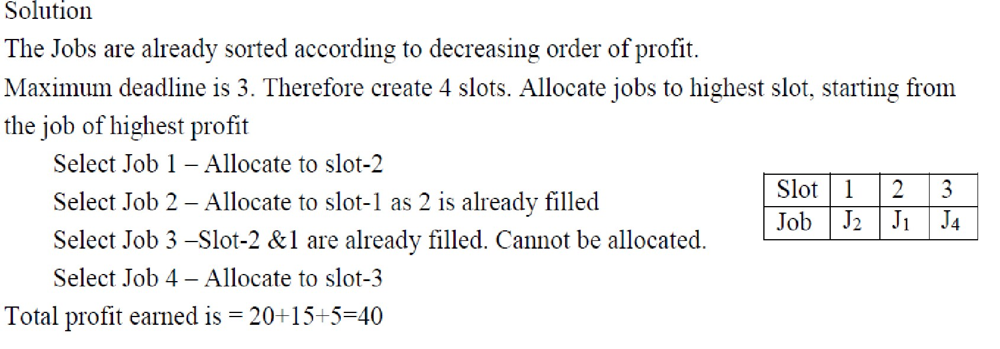 Solution
The Jobs are already sorted according to decreasing order of profit.
Maximum deadline is 3. Therefore create 4 slots. Allocate jobs to highest slot, starting from
the job of highest profit
Select Job 1 – Allocate to slot-2
Select Job 2 – Allocate to slot-1 as 2 is already filled
Select Job 3 –Slot-2 &1 are already filled. Cannot be allocated.
Select Job 4 – Allocate to slot-3
Slot 1 2 3
Job J2 J1 J4
Total profit earned is = 20+15+5=40